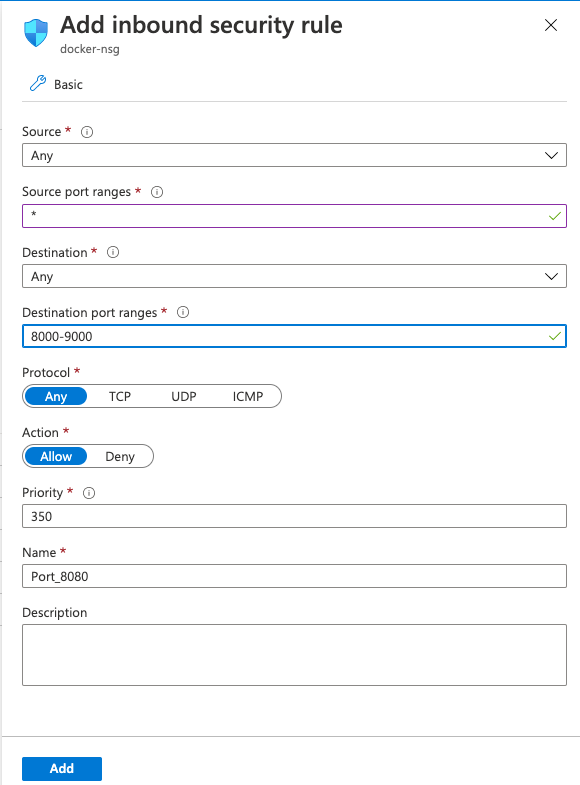 Add inbound security rule
docker-nsg
Basic
Source *
Any
Source port ranges *
*
Destination *
Any
Destination port ranges *
8000-9000
Protocol *
Any TCP UDP ICMP
Action *
Allow Deny
Priority *
350
Name *
Port_8080
Description
Add